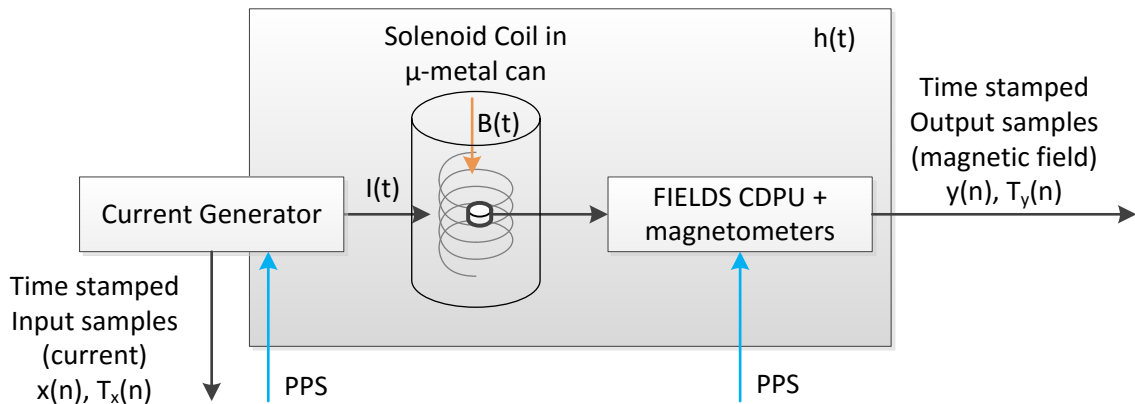 Solenoid Coil in
μ-metal can
h(t)
B(t)
I(t)
Current Generator
FIELDS CDPU +
magnetometers
Time stamped
Output samples
(magnetic field)
y(n), Ty(n)
Time stamped
Input samples
(current)
x(n), Tx(n)
PPS
PPS